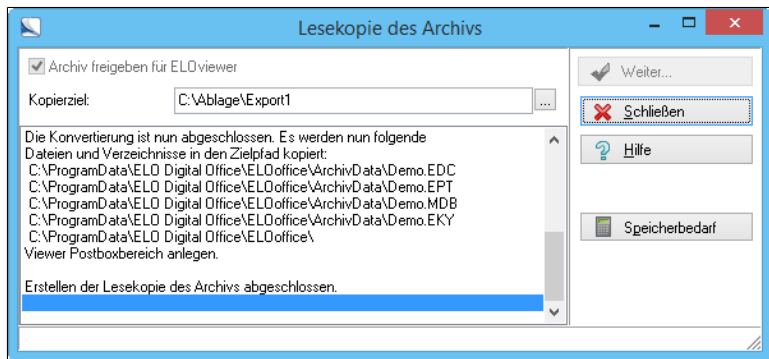 Lesekopie des Archivs
Archiv freigeben für ELOviewer
Kopierziel:
C:\Ablage\Export1
...
Die Konvertierung ist nun abgeschlossen. Es werden nun folgende
Dateien und Verzeichnisse in den Zielpfad kopiert:
C:\ProgramData\ELO Digital Office\ELOoffice\ArchivData\Demo.EDC
C:\ProgramData\ELO Digital Office\ELOoffice\ArchivData\Demo.EPT
C:\ProgramData\ELO Digital Office\ELOoffice\ArchivData\Demo.MDB
C:\ProgramData\ELO Digital Office\ELOoffice\ArchivData\Demo.EKY
C:\ProgramData\ELO Digital Office\ELOoffice\
Viewer Postboxbereich anlegen.
Erstellen der Lesekopie des Archivs abgeschlossen.
Weiter...
Schließen
Hilfe
Speicherbedarf